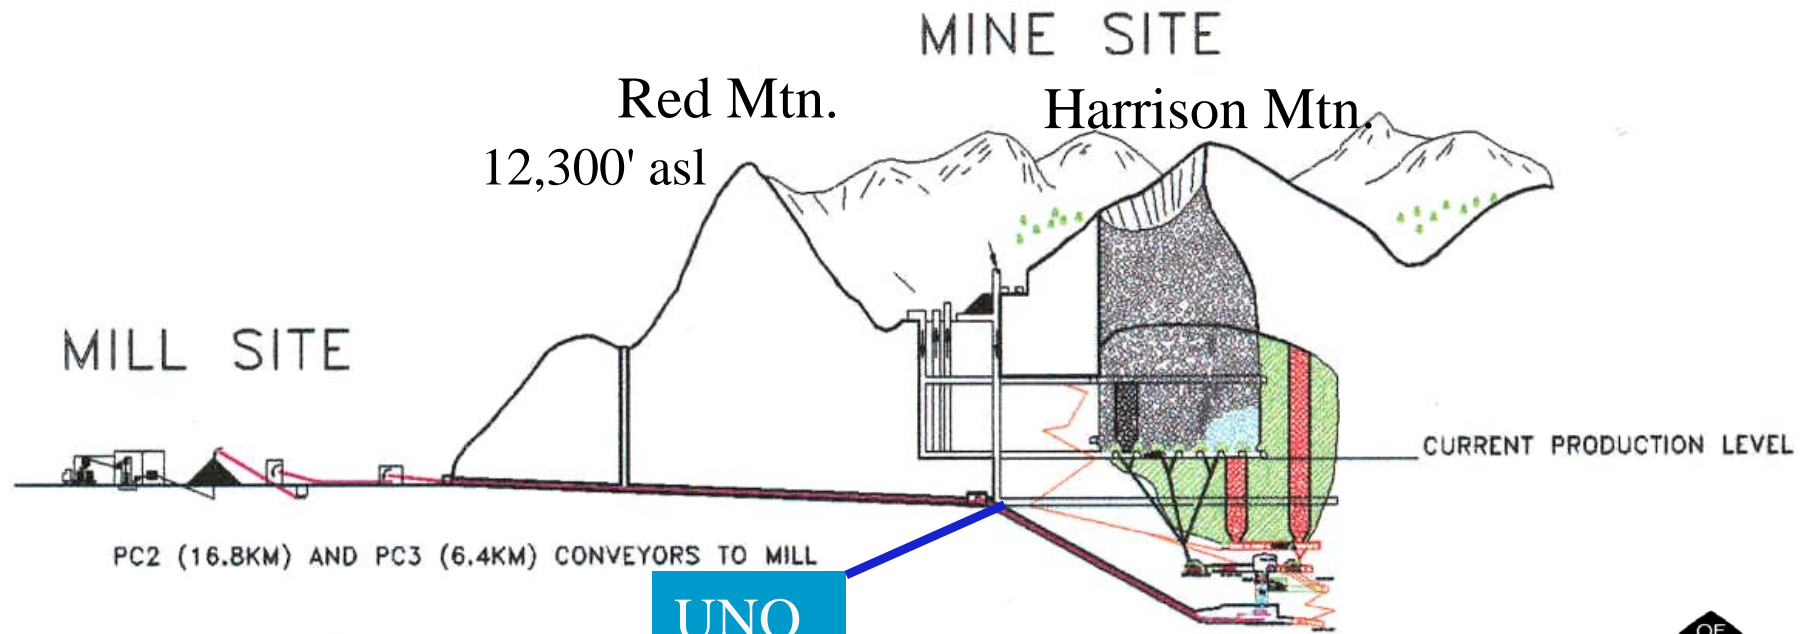 MINE SITE
Red Mtn.
Harrison Mtn.
12,300' asl
MILL SITE
CURRENT PRODUCTION LEVEL
PC2 (16.8KM) AND PC3 (6.4KM) CONVEYORS TO MILL
UNO
OF